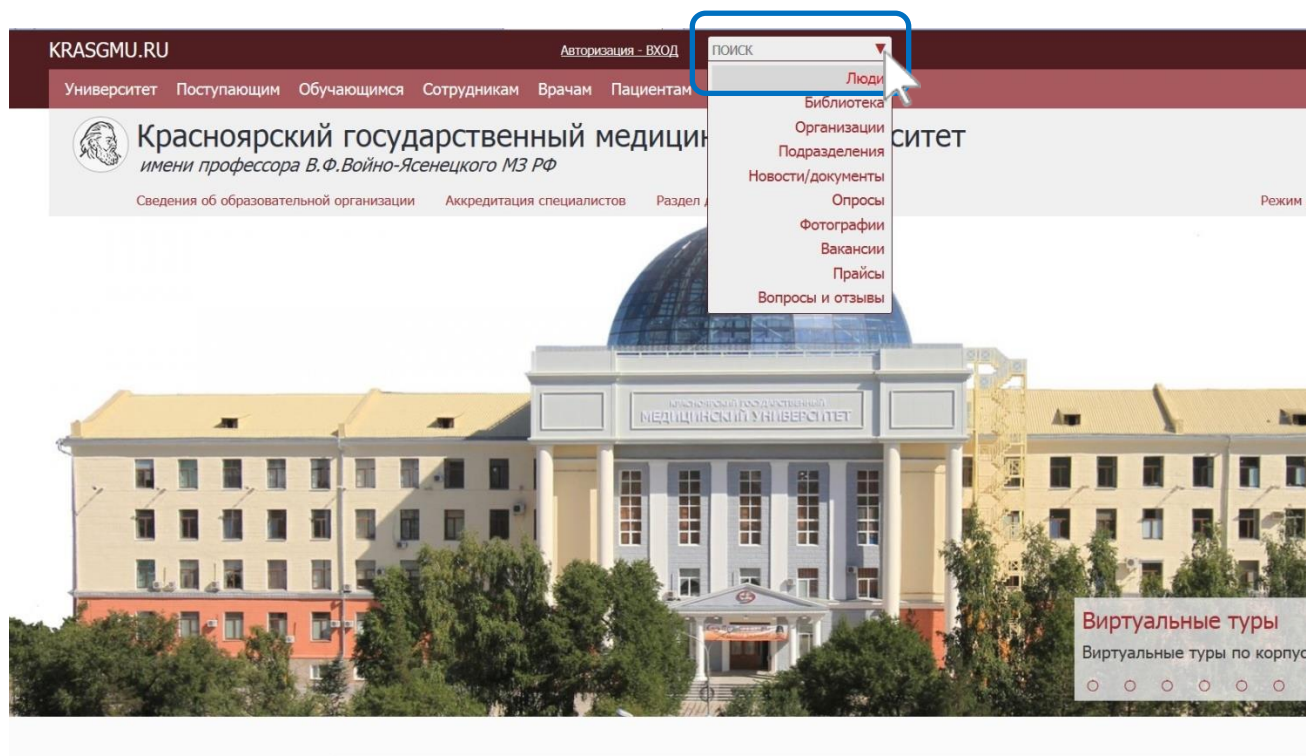 KRASGMU.RU
Авторизация - ВХОД
ПОИСК
Университет Поступающим Обучающимся Сотрудникам Врачам Пациентам
Люди
Библиотека
Организации
Подразделения
Новости/документы
Опросы
Фотографии
Вакансии
Прайсы
Вопросы и отзывы
Красноярский государственный медицин ситет
имени профессора В.Ф.Войно-Ясенецкого МЗ РФ
Сведения об образовательной организации Аккредитация специалистов Раздел Режим
КРАСНОЯРСКИЙ ГОСУДАРСТВЕННЫЙ
МЕДИЦИНСКИЙ УНИВЕРСИТЕТ
Виртуальные туры
Виртуальные туры по корпус